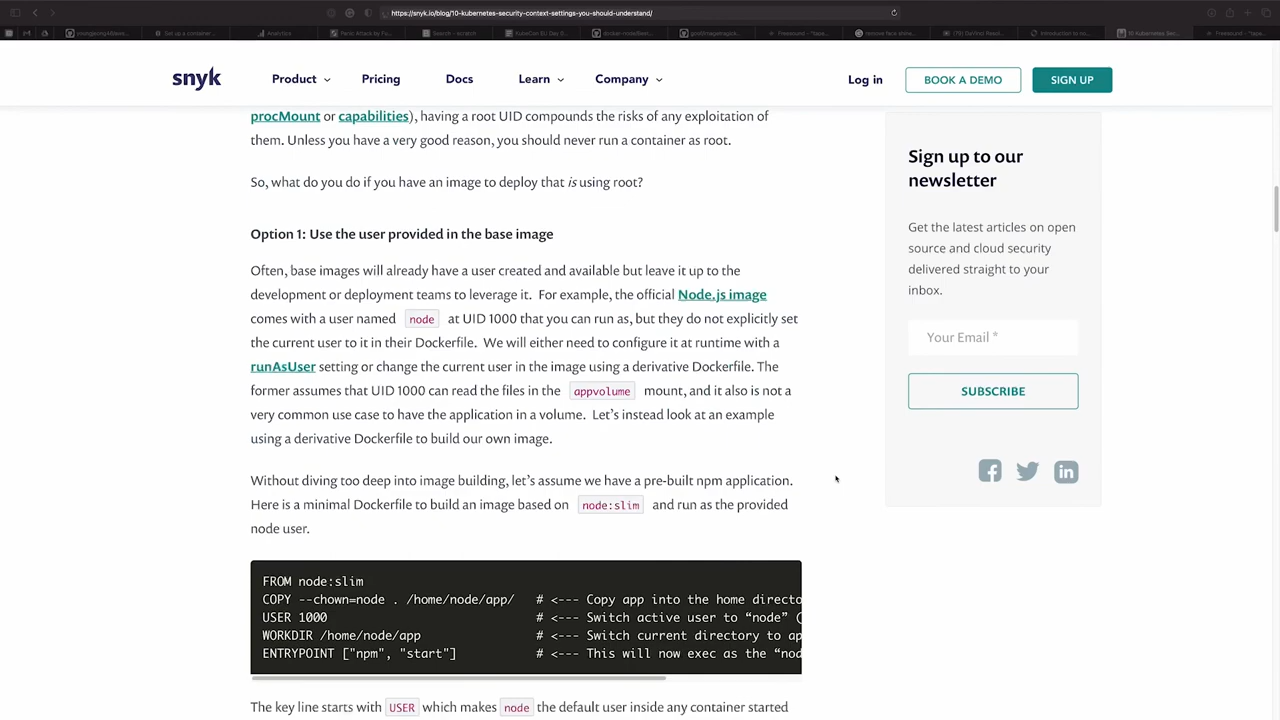 https://snyk.io/blog/10-kubernetes-security-context-settings-you-should-understand/
Set up a container
Analytics
Search – scratch
10 Kubernetes Sec
snyk
Product
Pricing
Docs
Learn
Company
Log in
BOOK A DEMO
SIGN UP
procMount or capabilities), having a root UID compounds the risks of any exploitation of
them. Unless you have a very good reason, you should never run a container as root.
So, what do you do if you have an image to deploy that is using root?
Option 1: Use the user provided in the base image
Often, base images will already have a user created and available but leave it up to the
development or deployment teams to leverage it. For example, the official Node.js image
comes with a user named node at UID 1000 that you can run as, but they do not explicitly set
the current user to it in their Dockerfile. We will either need to configure it at runtime with a
runAsUser setting or change the current user in the image using a derivative Dockerfile. The
former assumes that UID 1000 can read the files in the appvolume mount, and it also is not a
very common use case to have the application in a volume. Let’s instead look at an example
using a derivative Dockerfile to build our own image.
Without diving too deep into image building, let’s assume we have a pre-built npm application.
Here is a minimal Dockerfile to build an image based on node:slim and run as the provided
node user.
FROM node:slim
COPY --chown=node . /home/node/app/ # <--- Copy app into the home directo
USER 1000 # <--- Switch active user to “node” (
WORKDIR /home/node/app # <--- Switch current directory to ap
ENTRYPOINT ["npm", "start"] # <--- This will now exec as the “nod
The key line starts with USER which makes node the default user inside any container started
Sign up to our
newsletter
Get the latest articles on open
source and cloud security
delivered straight to your
inbox.
Your Email *
SUBSCRIBE